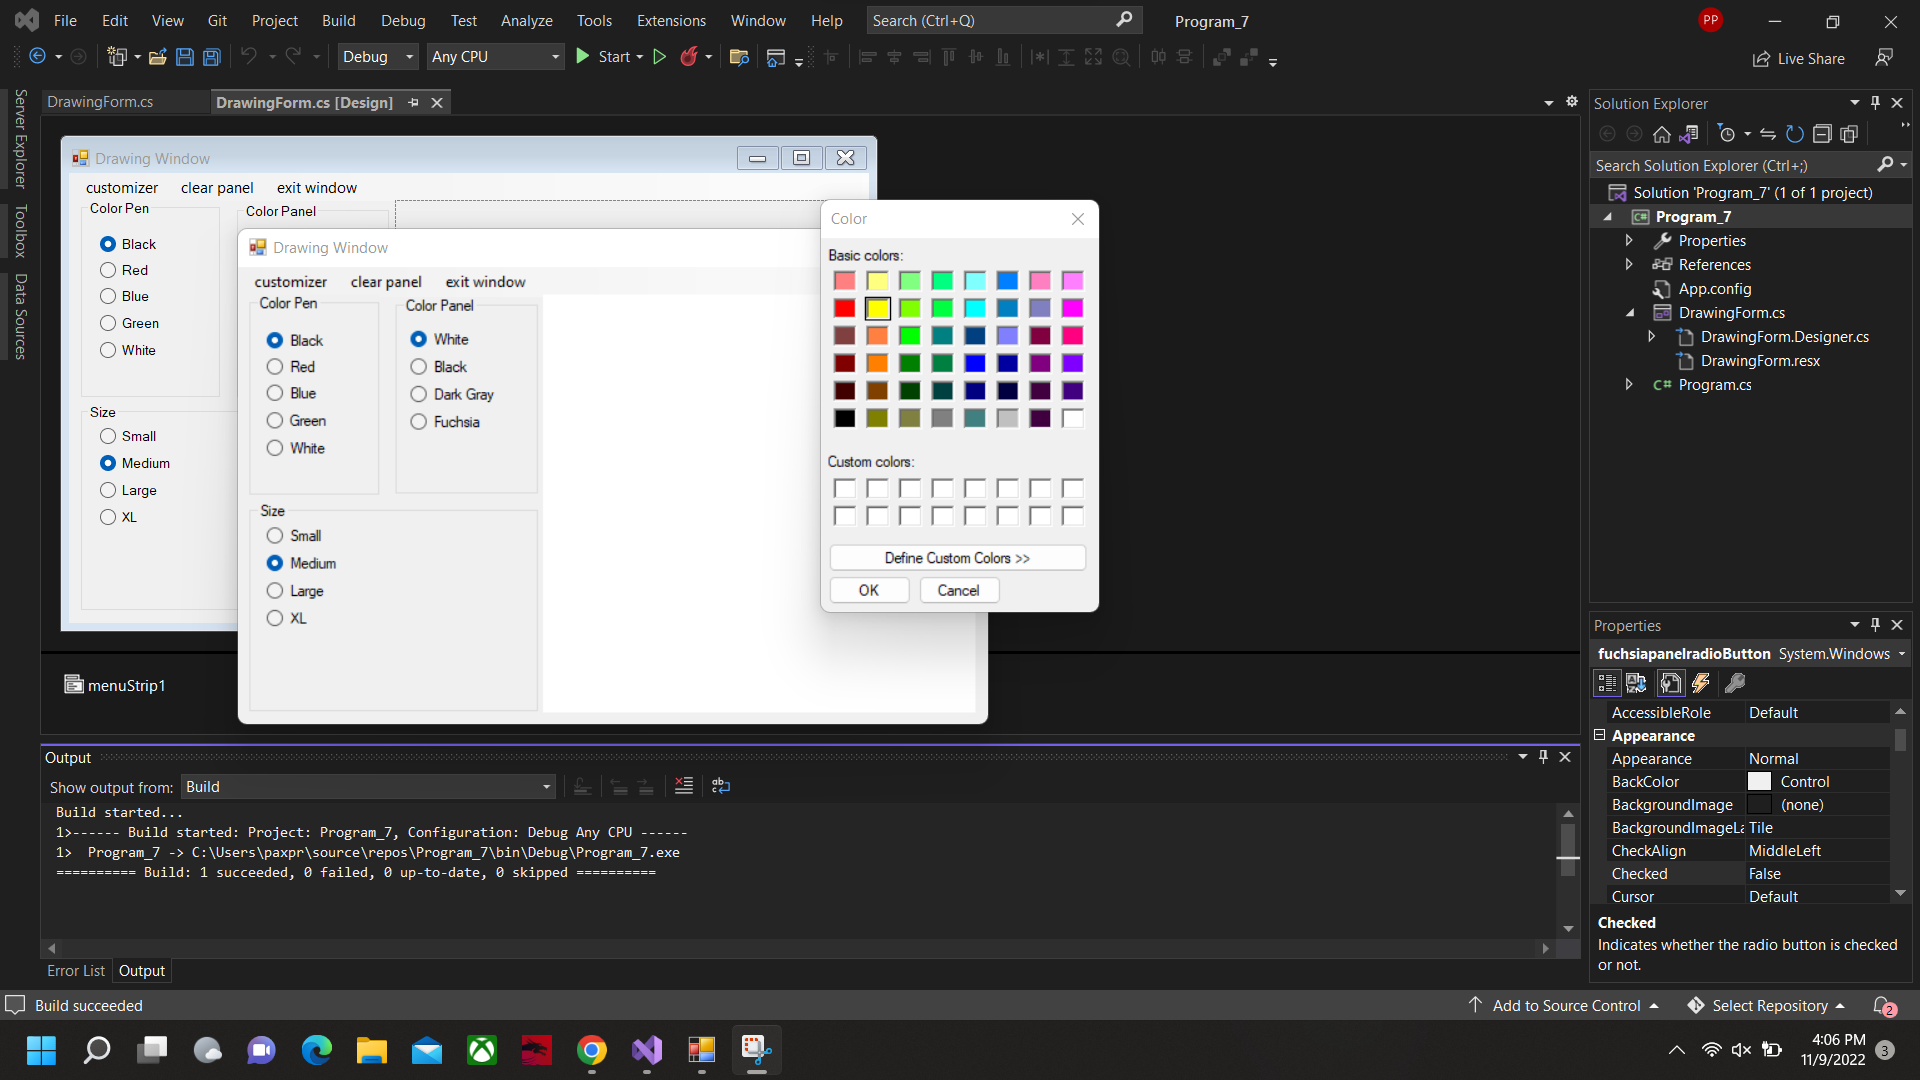 File Edit View Git Project Build Debug Test Analyze Tools Extensions Window Help Search (Ctrl+Q) Program_7 PP
Debug Any CPU Start Live Share
Server Explorer
Toolbox
Data Sources
DrawingForm.cs DrawingForm.cs [Design]
Drawing Window
customizer clear panel exit window
Color Pen
Black
Red
Blue
Green
White
Color Panel
Size
Small
Medium
Large
XL
Drawing Window
customizer clear panel exit window
Color Pen
Black
Red
Blue
Green
White
Color Panel
White
Black
Dark Gray
Fuchsia
Size
Small
Medium
Large
XL
Color
Basic colors:
Custom colors:
Define Custom Colors >>
OK Cancel
menuStrip1
Output
Show output from: Build
Build started...
1>------ Build started: Project: Program_7, Configuration: Debug Any CPU ------
1>  Program_7 -> C:\Users\paxpr\source\repos\Program_7\bin\Debug\Program_7.exe
========== Build: 1 succeeded, 0 failed, 0 up-to-date, 0 skipped ==========
Error List Output
Solution Explorer
Search Solution Explorer (Ctrl+;)
Solution 'Program_7' (1 of 1 project)
C# Program_7
Properties
References
App.config
DrawingForm.cs
DrawingForm.Designer.cs
DrawingForm.resx
C# Program.cs
Properties
fuchsiapanelradioButton System.Windows
AccessibleRole Default
Appearance
Appearance Normal
BackColor Control
BackgroundImage (none)
BackgroundImageLa Tile
CheckAlign MiddleLeft
Checked False
Cursor Default
Checked
Indicates whether the radio button is checked
or not.
Build succeeded Add to Source Control Select Repository 2
4:06 PM
11/9/2022 3